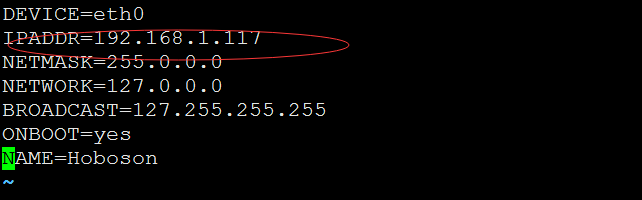 DEVICE=eth0
IPADDR=192.168.1.117
NETMASK=255.0.0.0
NETWORK=127.0.0.0
BROADCAST=127.255.255.255
ONBOOT=yes
NAME=Hoboson
~